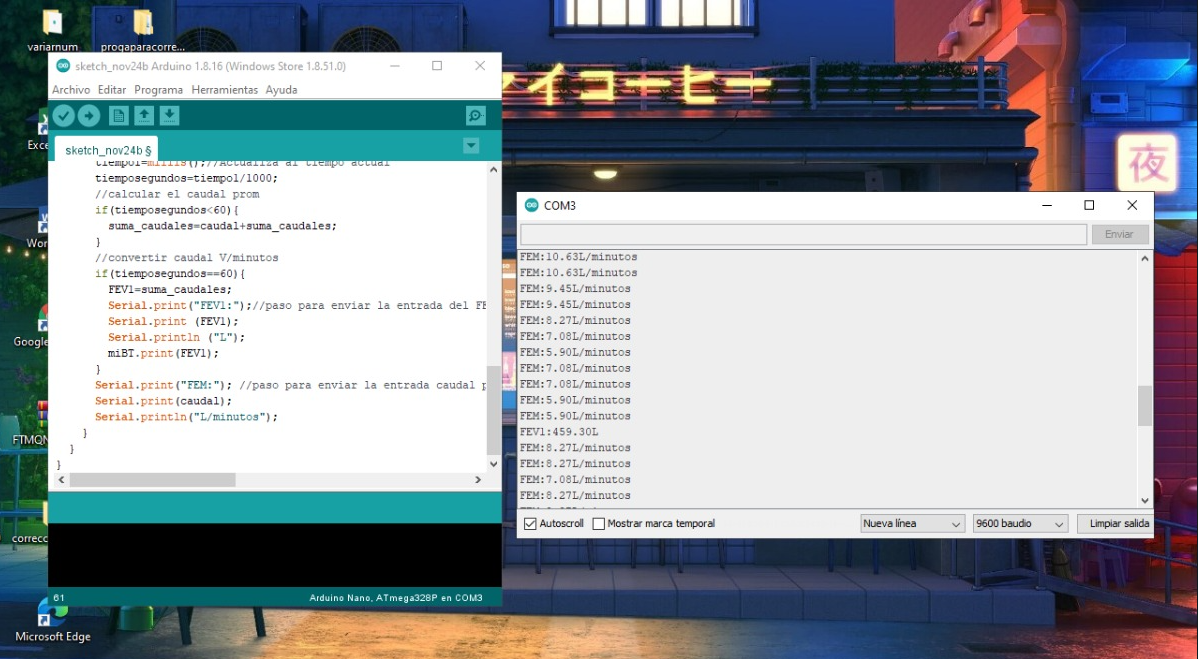 variarnum
progaparacorre...
Exce
Wor
Google
FTMQN
correcc
Microsoft Edge
sketch_nov24b Arduino 1.8.16 (Windows Store 1.8.51.0)
Archivo Editar Programa Herramientas Ayuda
sketch_nov24b §
tiempo1=millis();//Actualiza al tiempo actual
tiemposegundos=tiempo1/1000;
//calcular el caudal prom
if(tiemposegundos<60){
suma_caudales=caudal+suma_caudales;
}
//convertir caudal V/minutos
if(tiemposegundos==60){
FEV1=suma_caudales;
Serial.print("FEV1:");//paso para enviar la entrada del FE
Serial.print (FEV1);
Serial.println ("L");
miBT.print(FEV1);
}
Serial.print("FEM:"); //paso para enviar la entrada caudal p
Serial.print(caudal);
Serial.println("L/minutos");
}
}
}
61
Arduino Nano, ATmega328P en COM3
マイコーヒー
夜
COM3
Enviar
FEM:10.63L/minutos
FEM:10.63L/minutos
FEM:9.45L/minutos
FEM:9.45L/minutos
FEM:8.27L/minutos
FEM:7.08L/minutos
FEM:5.90L/minutos
FEM:7.08L/minutos
FEM:7.08L/minutos
FEM:5.90L/minutos
FEM:5.90L/minutos
FEV1:459.30L
FEM:8.27L/minutos
FEM:8.27L/minutos
FEM:7.08L/minutos
FEM:8.27L/minutos
Autoscroll
Mostrar marca temporal
Nueva línea
9600 baudio
Limpiar salida